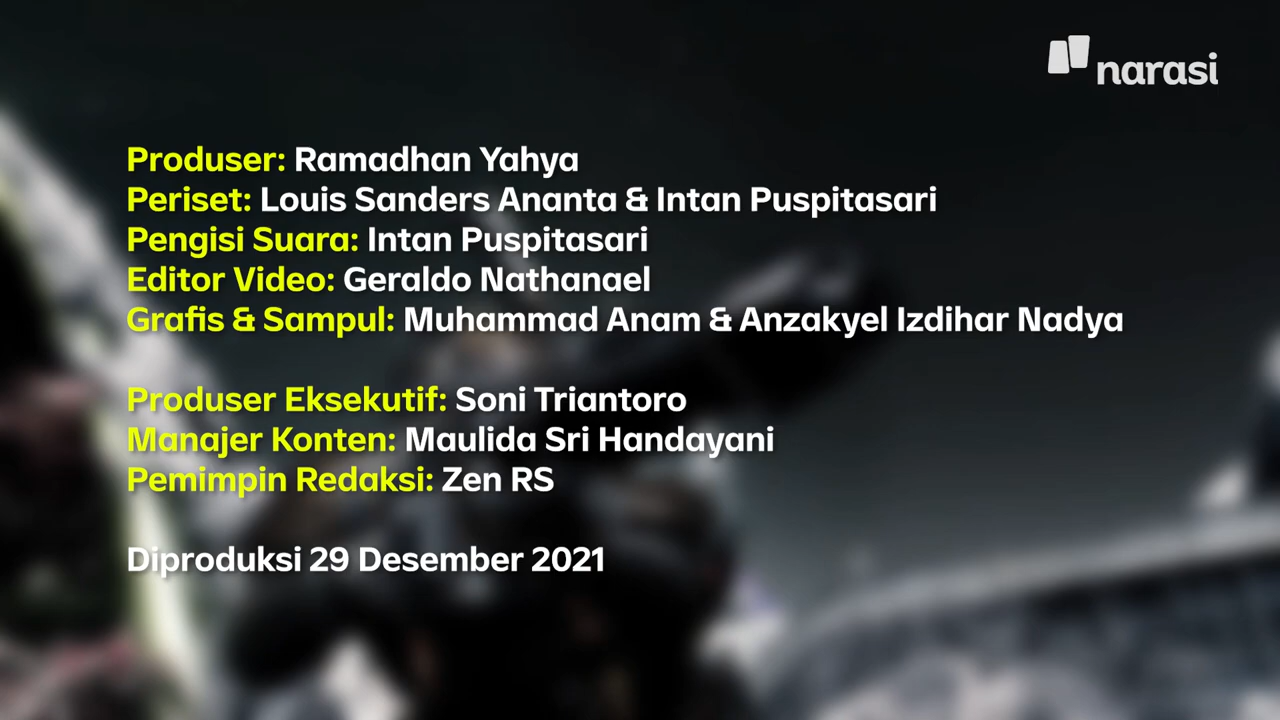 narasi
Produser: Ramadhan Yahya
Periset: Louis Sanders Ananta & Intan Puspitasari
Pengisi Suara: Intan Puspitasari
Editor Video: Geraldo Nathanael
Grafis & Sampul: Muhammad Anam & Anzakyel Izdihar Nadya
Produser Eksekutif: Soni Triantoro
Manajer Konten: Maulida Sri Handayani
Pemimpin Redaksi: Zen RS
Diproduksi 29 Desember 2021